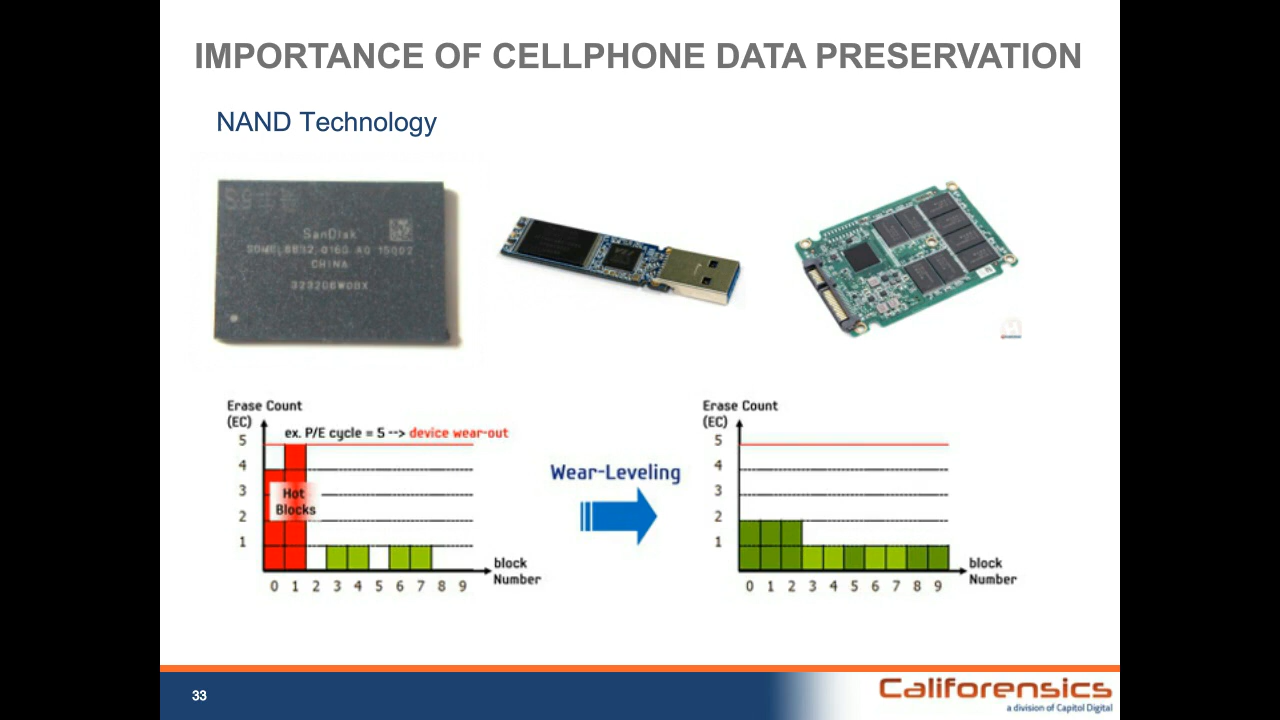 IMPORTANCE OF CELLPHONE DATA PRESERVATION
NAND Technology
SanDisk
CHINA
323206W0BX
Erase Count
(EC)
ex. P/E cycle = 5 --> device wear-out
5
4
3
2
1
Hot
Blocks
0 1 2 3 4 5 6 7 8 9
block
Number
Wear-Leveling
Erase Count
(EC)
5
4
3
2
1
0 1 2 3 4 5 6 7 8 9
block
Number
33
Califorensics
a division of Capitol Digital